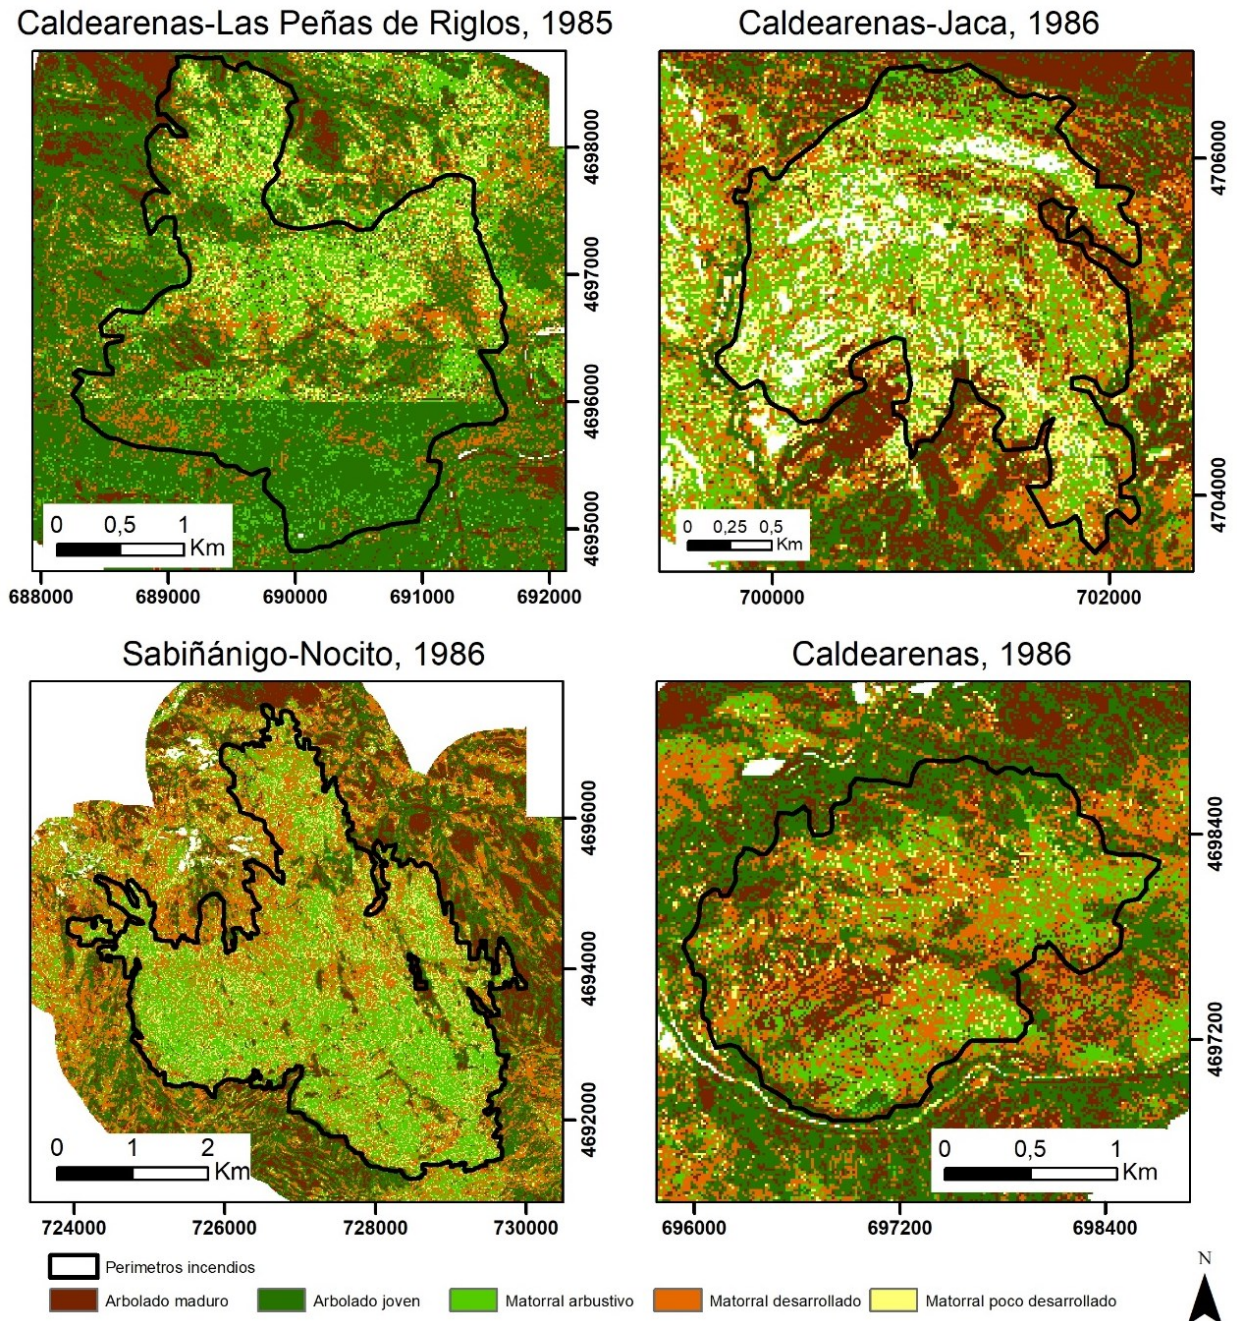 Caldearenas-Las Peñas de Riglos, 1985
Caldearenas-Jaca, 1986
4698000
4697000
4696000
4695000
0 0,5 1
Km
688000 689000 690000 691000 692000
4706000
4704000
0 0,25 0,5
Km
700000 702000
Sabiñánigo-Nocito, 1986
Caldearenas, 1986
4696000
4694000
4692000
0 1 2
Km
724000 726000 728000 730000
4698400
4697200
0 0,5 1
Km
696000 697200 698400
Perimetros incendios
N
Arbolado maduro Arbolado joven Matorral arbustivo Matorral desarrollado Matorral poco desarrollado